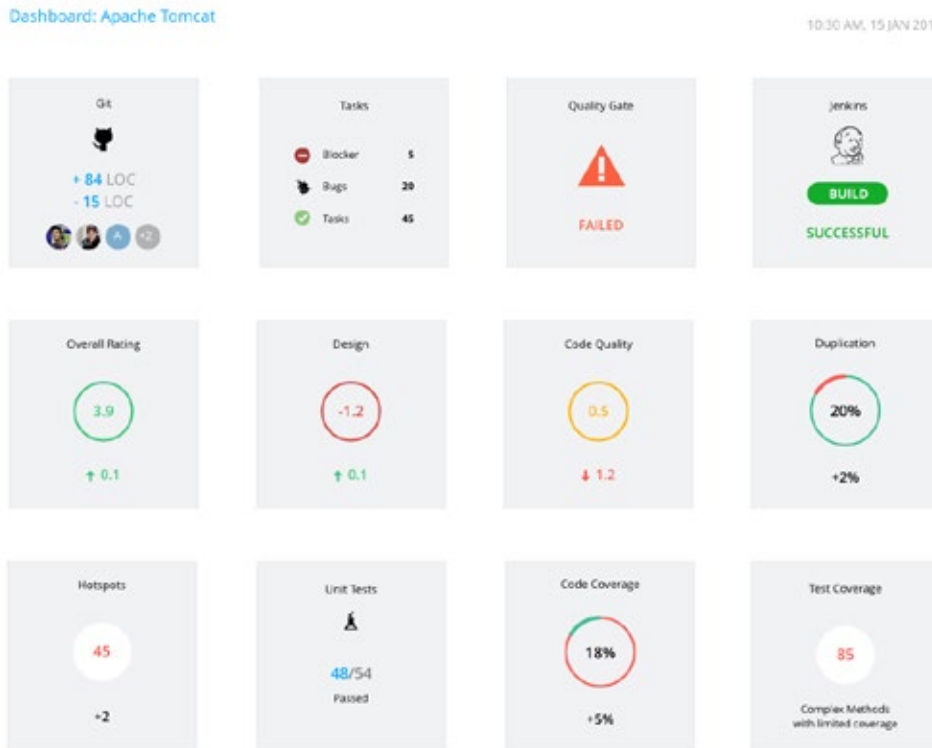 Dashboard: Apache Tomcat
10:30 AM, 15 JAN 201
Git
+ 84 LOC
- 15 LOC
A +2
Tasks
Blocker 5
Bugs 20
Tasks 45
Quality Gate
FAILED
Jenkins
BUILD
SUCCESSFUL
Overall Rating
3.9
↑ 0.1
Design
-1.2
↑ 0.1
Code Quality
0.5
↓ 1.2
Duplication
20%
+2%
Hotspots
45
+2
Unit Tests
48/54
Passed
Code Coverage
18%
+5%
Test Coverage
85
Complex Methods
with limited coverage